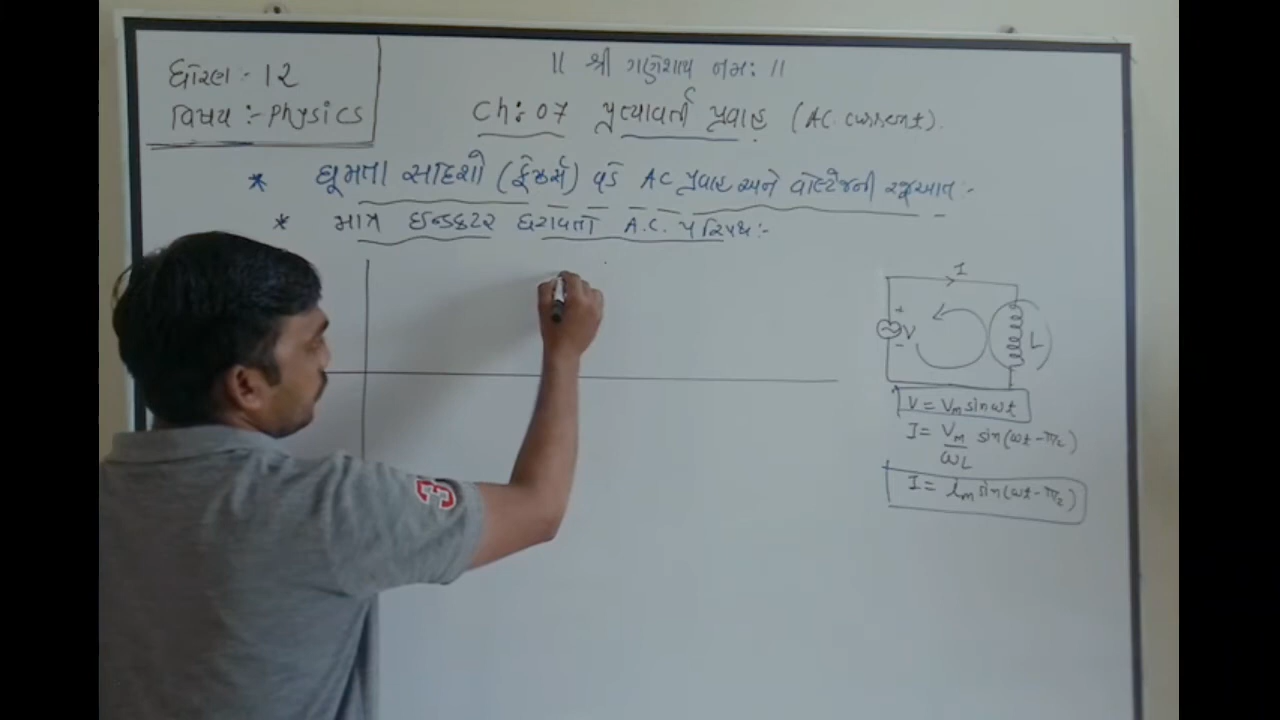 ધોરણ :- 12
વિષય :- Physics
|| શ્રી ગણેશાય નમઃ ||
Ch: 07 પ્રત્યાવર્તી પ્રવાહ (AC. current).
* ઘૂમતા સદિશો (ફેઝર્સ) વડે AC પ્રવાહ અને વોલ્ટેજની રજૂઆત :-
* માત્ર ઇન્ડક્ટર ધરાવતો A.C. પરિપથ :-
I
+
V
-
L
V = Vm sin ωt
I = Vm/ωL sin(ωt - π/2)
I = Im sin(ωt - π/2)
3